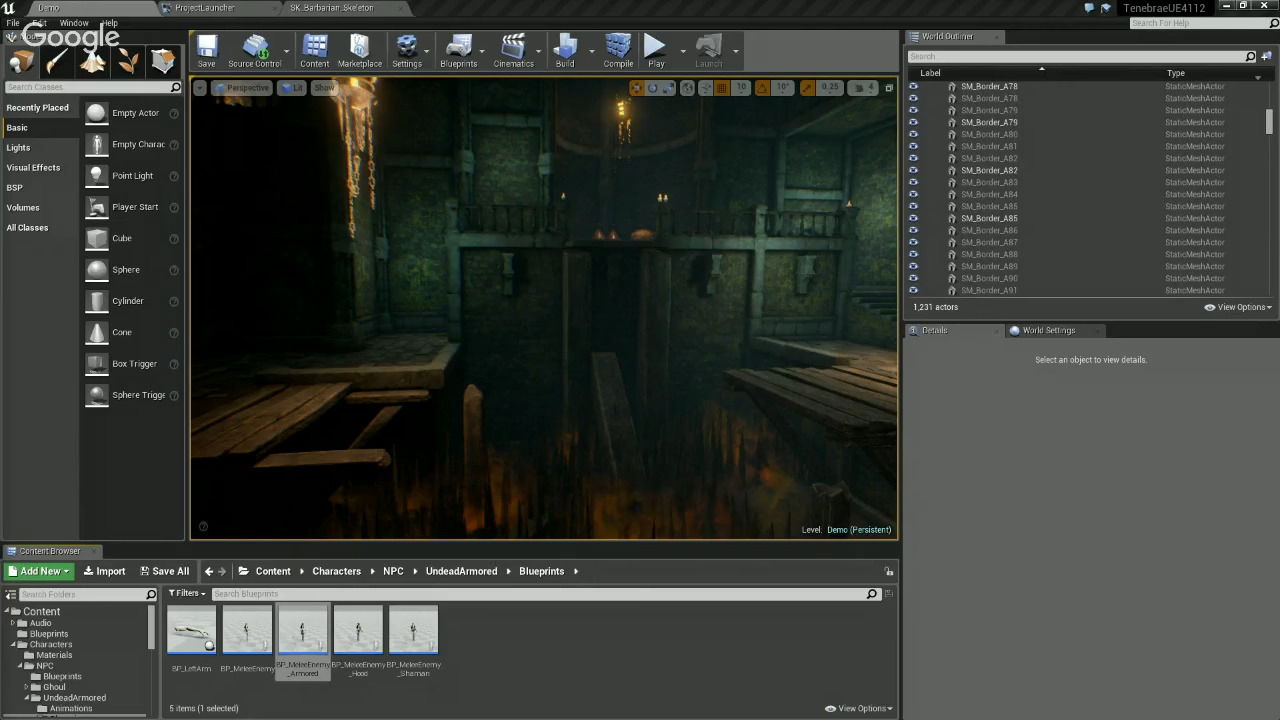 Demo
ProjectLauncher
SK_Barbarian_Skeleton
TenebraeUE4112
File
Edit
Window
Help
Google
Search For Help
Save
Source Control
Content
Marketplace
Settings
Blueprints
Cinematics
Build
Compile
Play
Launch
Search Classes
Recently Placed
Basic
Lights
Visual Effects
BSP
Volumes
All Classes
Empty Actor
Empty Charac
Point Light
Player Start
Cube
Sphere
Cylinder
Cone
Box Trigger
Sphere Trigge
Perspective
Lit
Show
10
10°
0.25
4
Level: Demo (Persistent)
World Outliner
Search
Label
Type
SM_Border_A78 StaticMeshActor
SM_Border_A78 StaticMeshActor
SM_Border_A79 StaticMeshActor
SM_Border_A79 StaticMeshActor
SM_Border_A80 StaticMeshActor
SM_Border_A81 StaticMeshActor
SM_Border_A82 StaticMeshActor
SM_Border_A82 StaticMeshActor
SM_Border_A83 StaticMeshActor
SM_Border_A84 StaticMeshActor
SM_Border_A85 StaticMeshActor
SM_Border_A85 StaticMeshActor
SM_Border_A86 StaticMeshActor
SM_Border_A87 StaticMeshActor
SM_Border_A88 StaticMeshActor
SM_Border_A89 StaticMeshActor
SM_Border_A90 StaticMeshActor
SM_Border_A91 StaticMeshActor
1,231 actors
View Options
Details
World Settings
Select an object to view details.
Content Browser
Add New
Import
Save All
Content
Characters
NPC
UndeadArmored
Blueprints
Search Folders
Filters
Search Blueprints
Content
Audio
Blueprints
Characters
Materials
NPC
Blueprints
Ghoul
UndeadArmored
Animations
BP_LeftArm
BP_MeleeEnemy
BP_MeleeEnemy
_Armored
BP_MeleeEnemy
_Hood
BP_MeleeEnemy
_Shaman
5 items (1 selected)
View Options